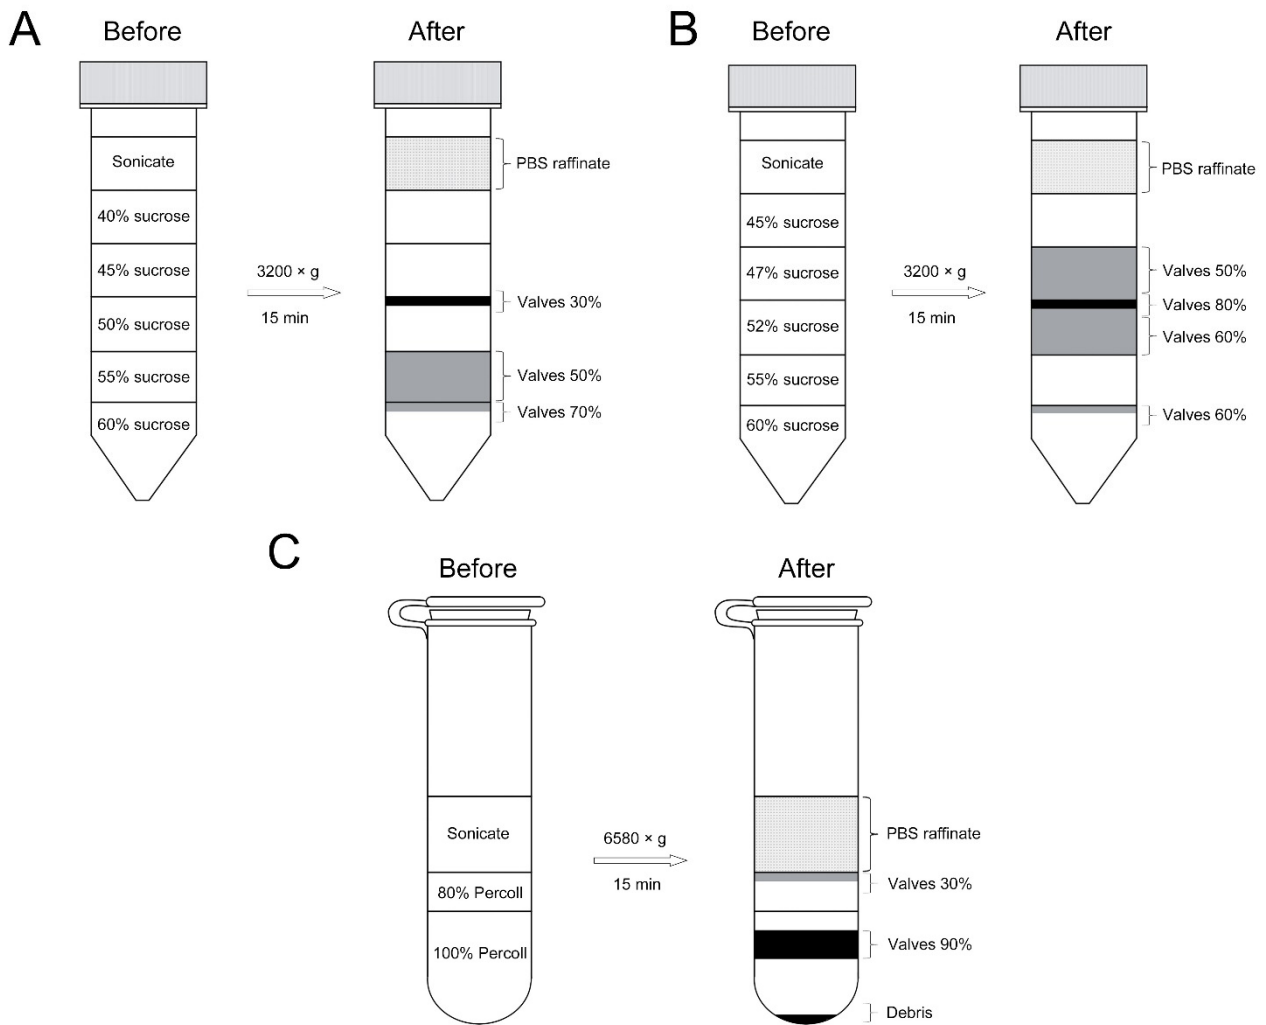 A
Before
After
Sonicate
40% sucrose
45% sucrose
50% sucrose
55% sucrose
60% sucrose
3200 × g
15 min
PBS raffinate
Valves 30%
Valves 50%
Valves 70%
B
Before
After
Sonicate
45% sucrose
47% sucrose
52% sucrose
55% sucrose
60% sucrose
3200 × g
15 min
PBS raffinate
Valves 50%
Valves 80%
Valves 60%
Valves 60%
C
Before
After
Sonicate
80% Percoll
100% Percoll
6580 × g
15 min
PBS raffinate
Valves 30%
Valves 90%
Debris